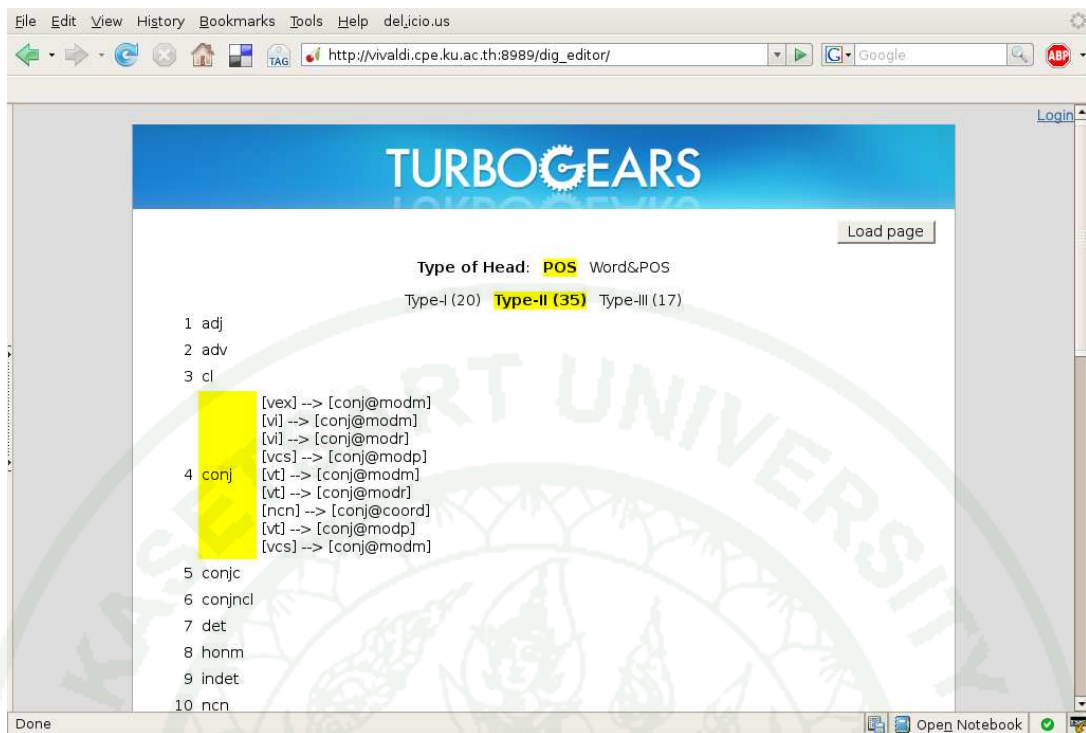 File Edit View History Bookmarks Tools Help del.icio.us
TAG http://vivaldi.cpe.ku.ac.th:8989/dig_editor/ G Google ABP
Login
TURBOGEARS
Load page
Type of Head: POS Word&POS
Type-I (20) Type-II (35) Type-III (17)
1 adj
2 adv
3 cl
[vex] --> [conj@modm]
[vi] --> [conj@modm]
[vi] --> [conj@modr]
[vcs] --> [conj@modp]
4 conj [vt] --> [conj@modm]
[vt] --> [conj@modr]
[ncn] --> [conj@coord]
[vt] --> [conj@modp]
[vcs] --> [conj@modm]
5 conjc
6 conjncl
7 det
8 honm
9 indet
10 ncn
KASETSART UNIVERSITY
Done Open Notebook